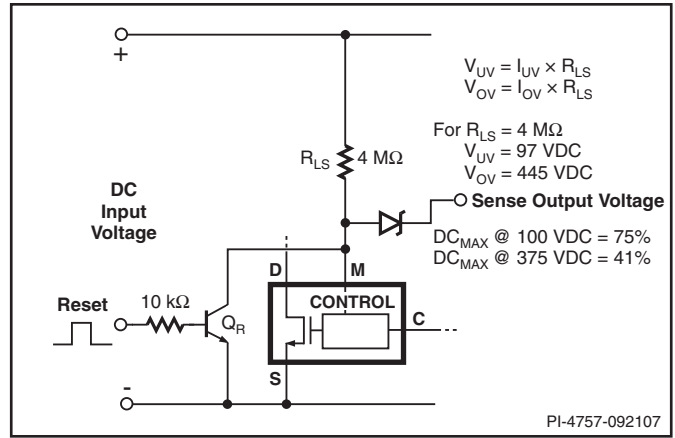 +
V_UV = I_UV × R_LS
V_OV = I_OV × R_LS
For R_LS = 4 MΩ
V_UV = 97 VDC
V_OV = 445 VDC
R_LS 4 MΩ
DC
Input
Voltage
Sense Output Voltage
DC_MAX @ 100 VDC = 75%
DC_MAX @ 375 VDC = 41%
D M
CONTROL
C
Reset 10 kΩ
Q_R
S
-
PI-4757-092107